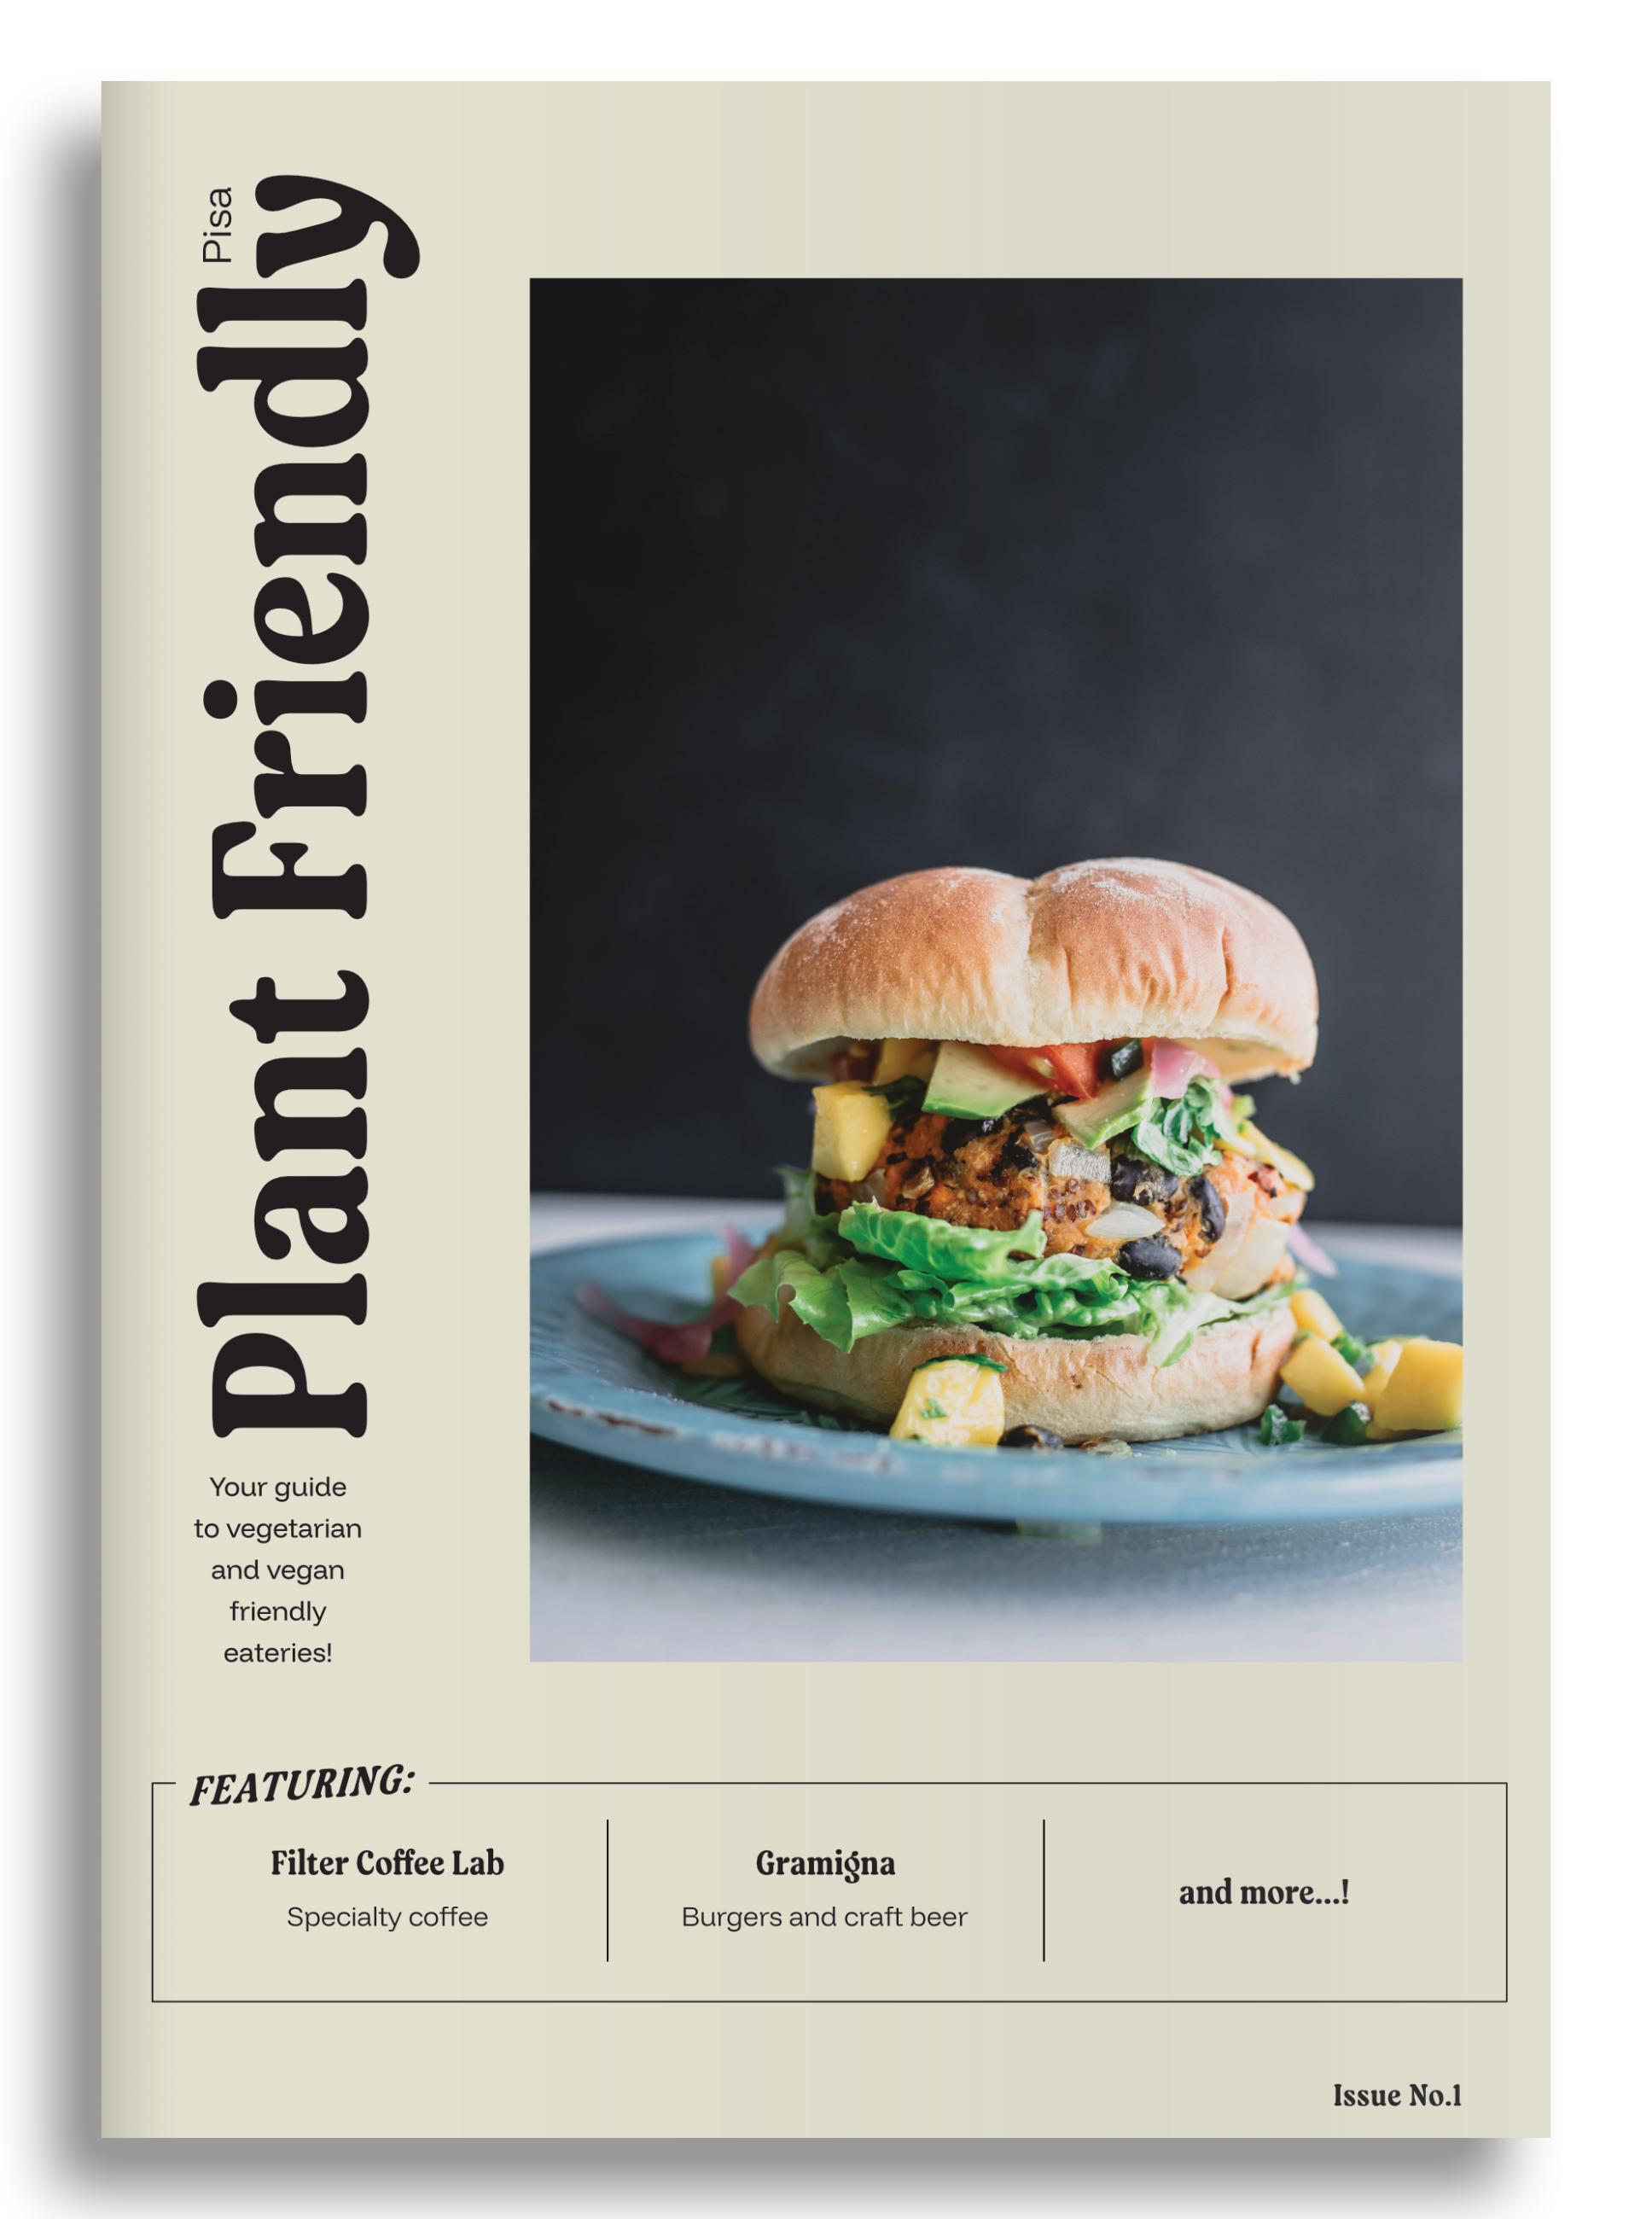 Pisa
Plant Friendly
Your guide
to vegetarian
and vegan
friendly
eateries!
FEATURING:
Filter Coffee Lab
Specialty coffee
Gramigna
Burgers and craft beer
and more...!
Issue No.1